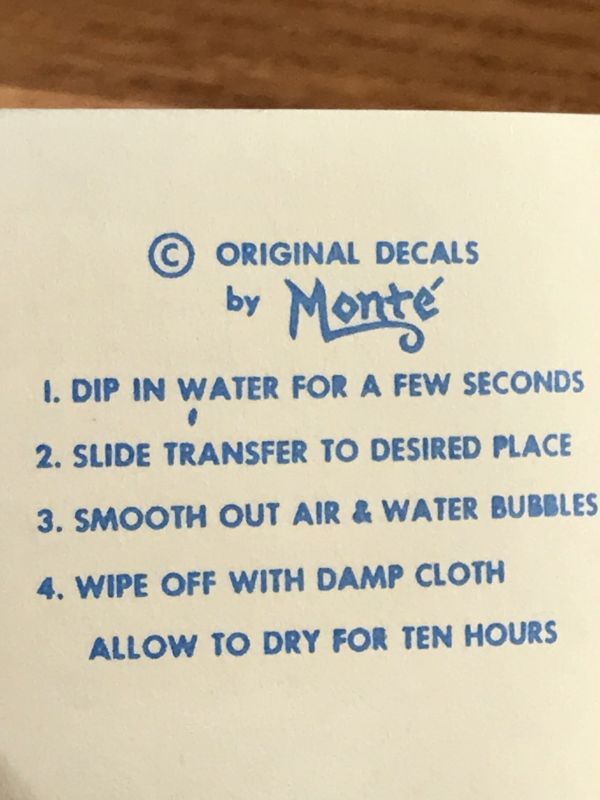 © ORIGINAL DECALS
by Monté
1. DIP IN WATER FOR A FEW SECONDS
2. SLIDE TRANSFER TO DESIRED PLACE
3. SMOOTH OUT AIR & WATER BUBBLES
4. WIPE OFF WITH DAMP CLOTH
ALLOW TO DRY FOR TEN HOURS